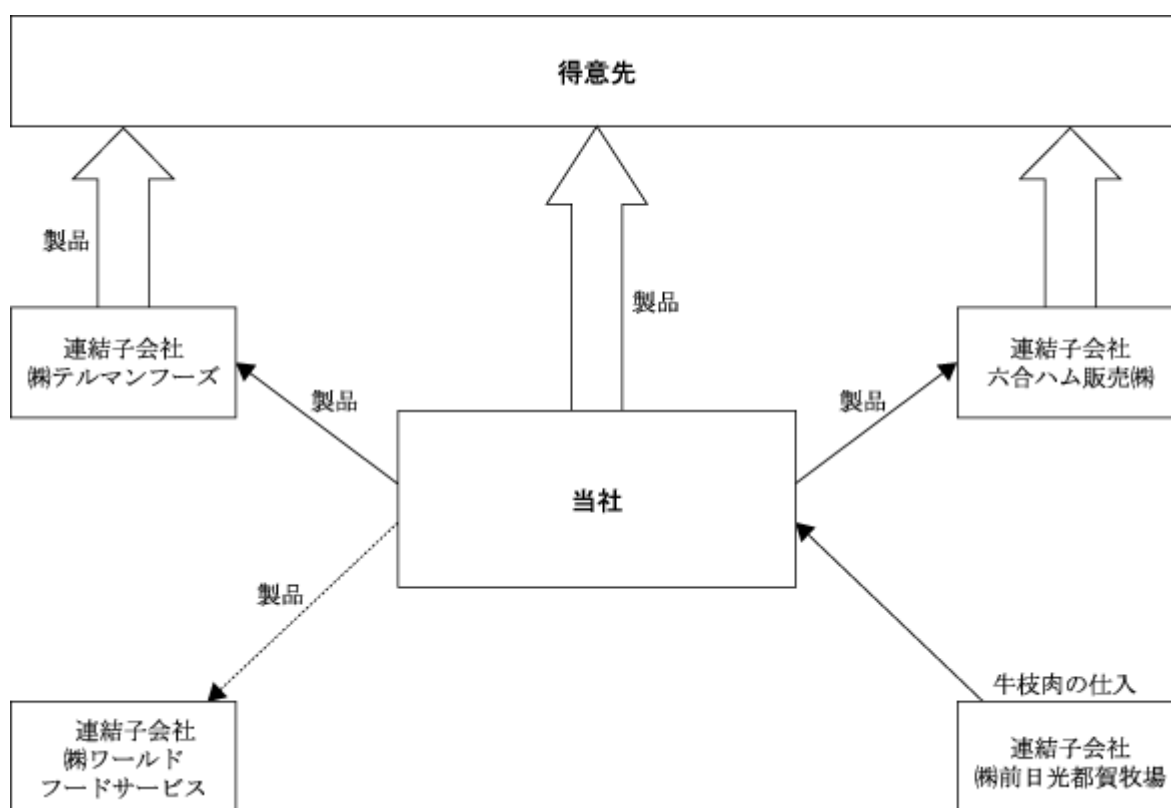 得意先
製品
製品
連結子会社
㈱テルマンフーズ
連結子会社
六合ハム販売㈱
製品
製品
当社
製品
牛枝肉の仕入
連結子会社
㈱ワールド
フードサービス
連結子会社
㈱前日光都賀牧場